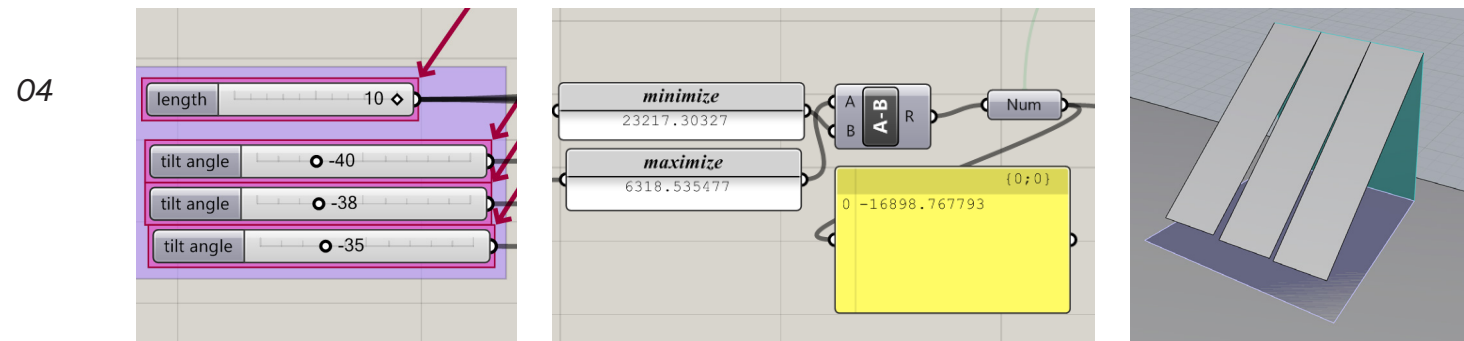 04
length 10
tilt angle -40
tilt angle -38
tilt angle -35
minimize
23217.30327
maximize
6318.535477
A
B
A-B
R
Num
{0;0}
0 -16898.767793